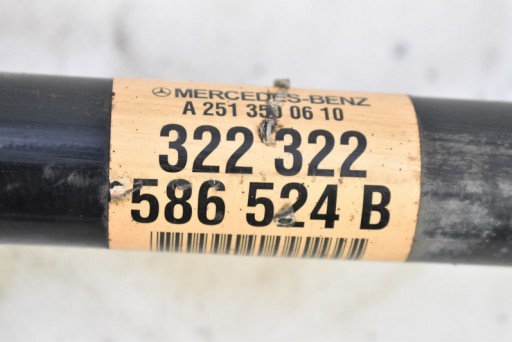 MERCEDES-BENZ
A 251 350 06 10
322 322
586 524 B